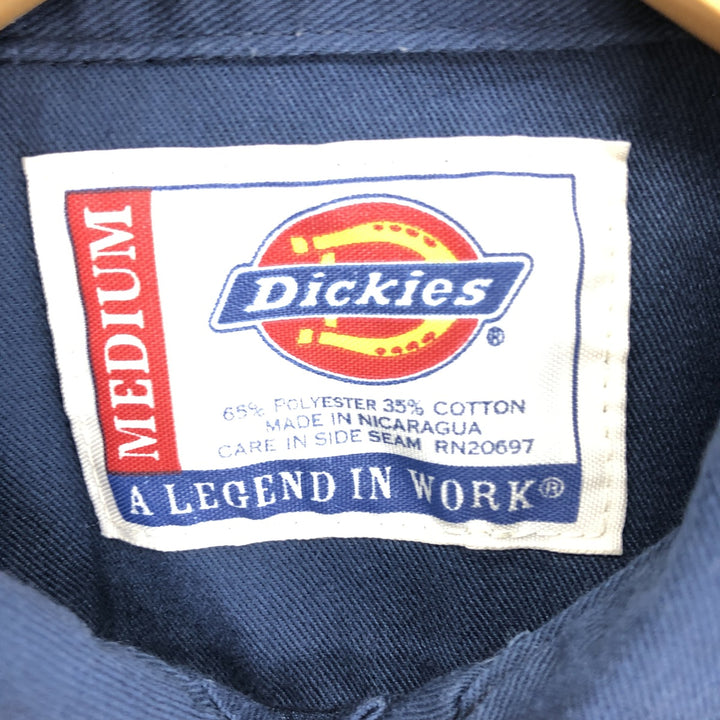 MEDIUM
Dickies®
65% POLYESTER 35% COTTON
MADE IN NICARAGUA
CARE IN SIDE SEAM RN20697
A LEGEND IN WORK®